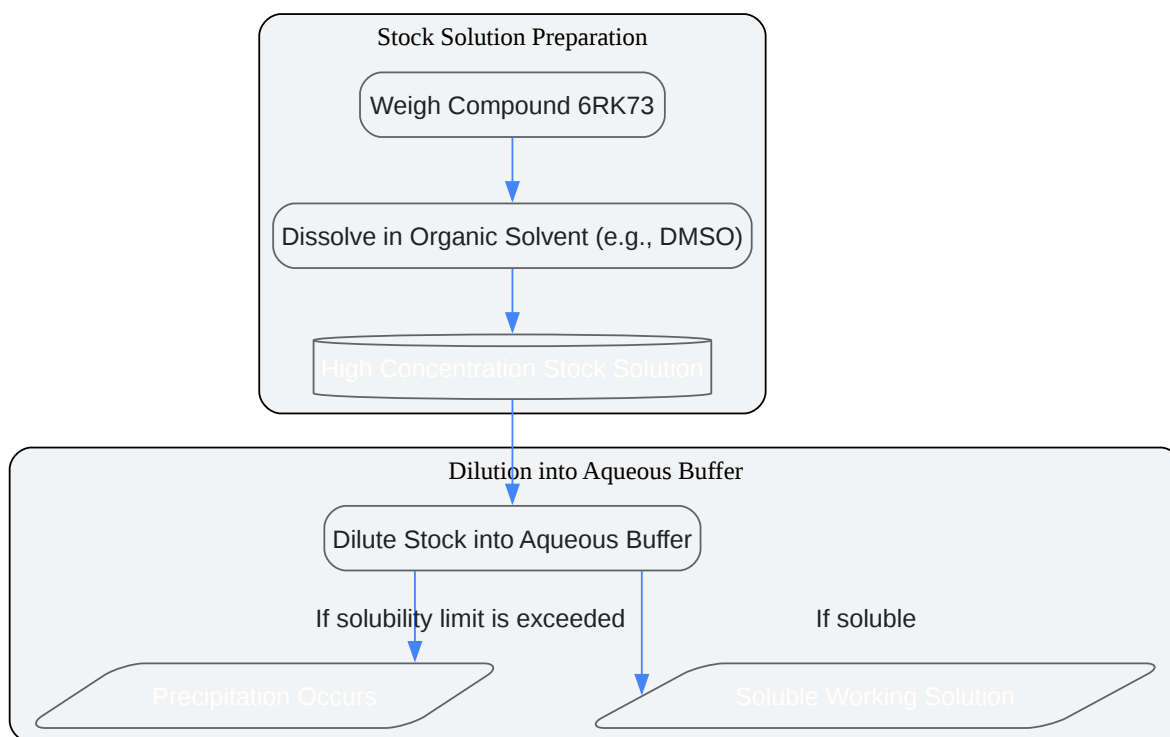 Stock Solution Preparation
Weigh Compound 6RK73
Dissolve in Organic Solvent (e.g., DMSO)
High Concentration Stock Solution
Dilution into Aqueous Buffer
Dilute Stock into Aqueous Buffer
If solubility limit is exceeded
If soluble
Precipitation Occurs
Soluble Working Solution